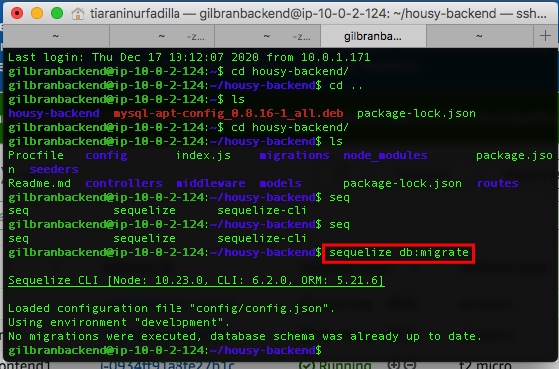 tiaraninurfadilla — gilbranbackend@ip-10-0-2-124: ~/housy-backend — ssh...
~ ~ -z... ~ -z... gilbranba... ~ +
Last login: Thu Dec 17 13:12:07 2020 from 10.0.1.171
gilbranbackend@ip-10-0-2-124:~$ cd housy-backend/
gilbranbackend@ip-10-0-2-124:~/housy-backend$ cd ..
gilbranbackend@ip-10-0-2-124:~$ ls
housy-backend mysql-apt-config_0.8.16-1_all.deb package-lock.json
gilbranbackend@ip-10-0-2-124:~$ cd housy-backend/
gilbranbackend@ip-10-0-2-124:~/housy-backend$ ls
Procfile config index.js migrations node_modules package.jso
n seeders
Readme.md controllers middleware models package-lock.json routes
gilbranbackend@ip-10-0-2-124:~/housy-backend$ seq
seq sequelize sequelize-cli
gilbranbackend@ip-10-0-2-124:~/housy-backend$ seq
seq sequelize sequelize-cli
gilbranbackend@ip-10-0-2-124:~/housy-backend$ sequelize db:migrate
Sequelize CLI [Node: 10.23.0, CLI: 6.2.0, ORM: 5.21.6]
Loaded configuration file "config/config.json".
Using environment "development".
No migrations were executed, database schema was already up to date.
gilbranbackend@ip-10-0-2-124:~/housy-backend$
Running t2.micro